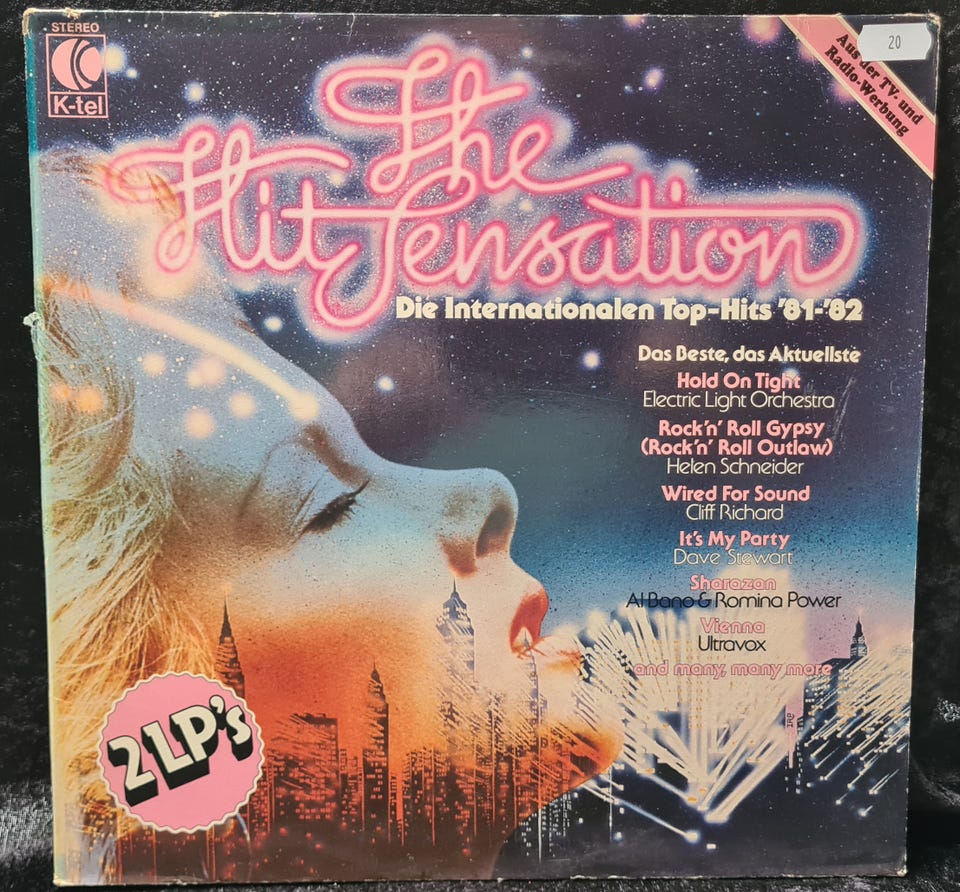 STEREO
K-tel
20
Aus der TV- und
Radio-Werbung
The
Hit Sensation
Die Internationalen Top-Hits '81-'82
Das Beste, das Aktuellste
Hold On Tight
Electric Light Orchestra
Rock'n' Roll Gypsy
(Rock'n' Roll Outlaw)
Helen Schneider
Wired For Sound
Cliff Richard
It's My Party
Dave Stewart
Sharazan
Al Bano & Romina Power
Vienna
Ultravox
and many, many more
2 LP's